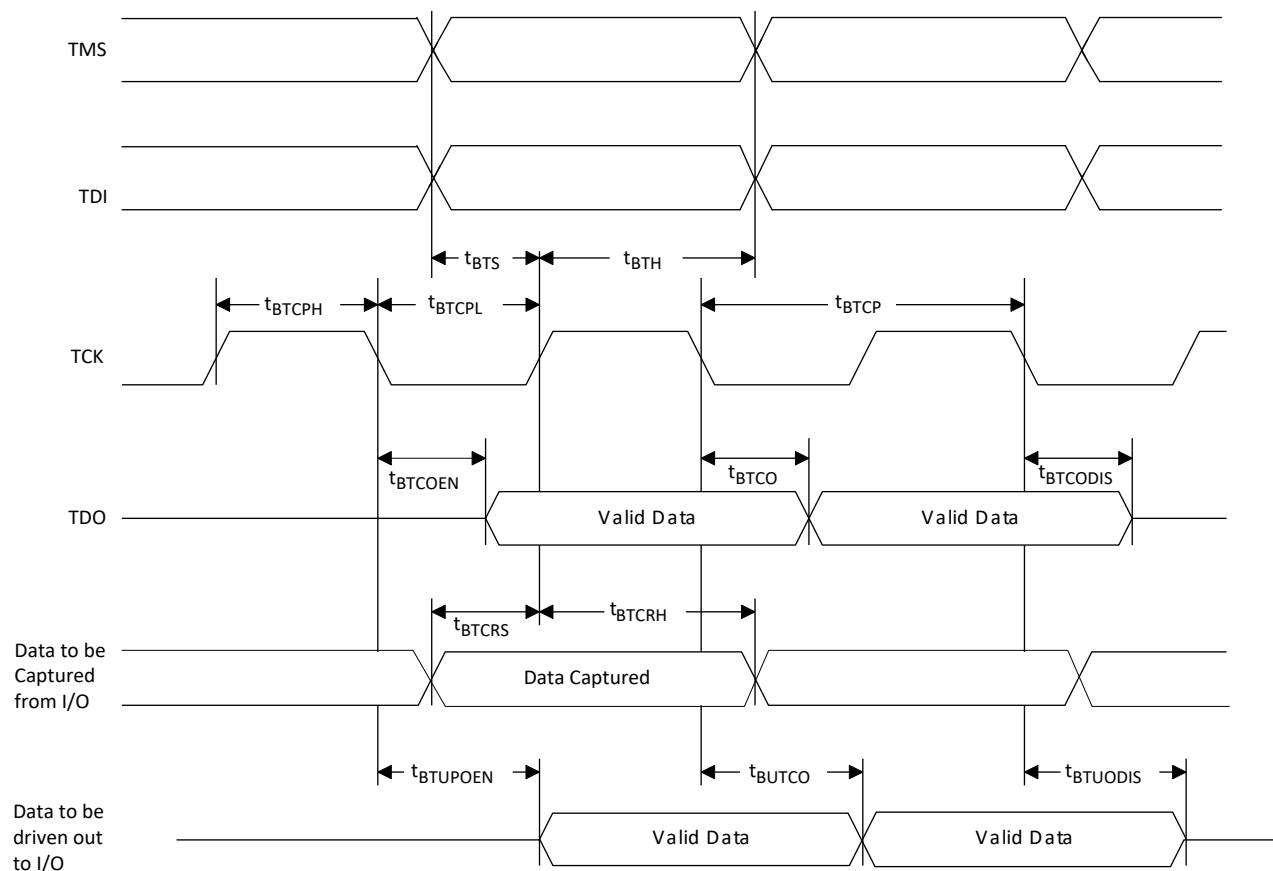 TMS
TDI
tBTS
tBTH
tBTCPH
tBTCPL
tBTCP
TCK
tBTCOEN
tBTCO
tBTCODIS
TDO
Valid Data
Valid Data
tBTCRS
tBTCRH
Data to be
Captured
from I/O
Data Captured
tBTUPOEN
tBUTCO
tBTUODIS
Data to be
driven out
to I/O
Valid Data
Valid Data